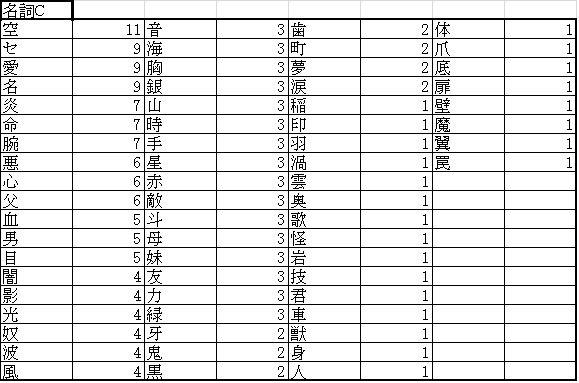 名詞C
空 11 音 3 歯 2 体 1
セ 9 海 3 町 2 爪 1
愛 9 胸 3 夢 2 底 1
名 9 銀 3 涙 2 扉 1
炎 7 山 3 稲 1 壁 1
命 7 時 3 印 1 魔 1
腕 7 手 3 羽 1 翼 1
悪 6 星 3 渦 1 罠 1
心 6 赤 3 雲 1
父 6 敵 3 奥 1
血 5 斗 3 歌 1
男 5 母 3 怪 1
目 5 妹 3 岩 1
闇 4 友 3 技 1
影 4 力 3 君 1
光 4 緑 3 車 1
奴 4 牙 2 獣 1
波 4 鬼 2 身 1
風 4 黒 2 人 1